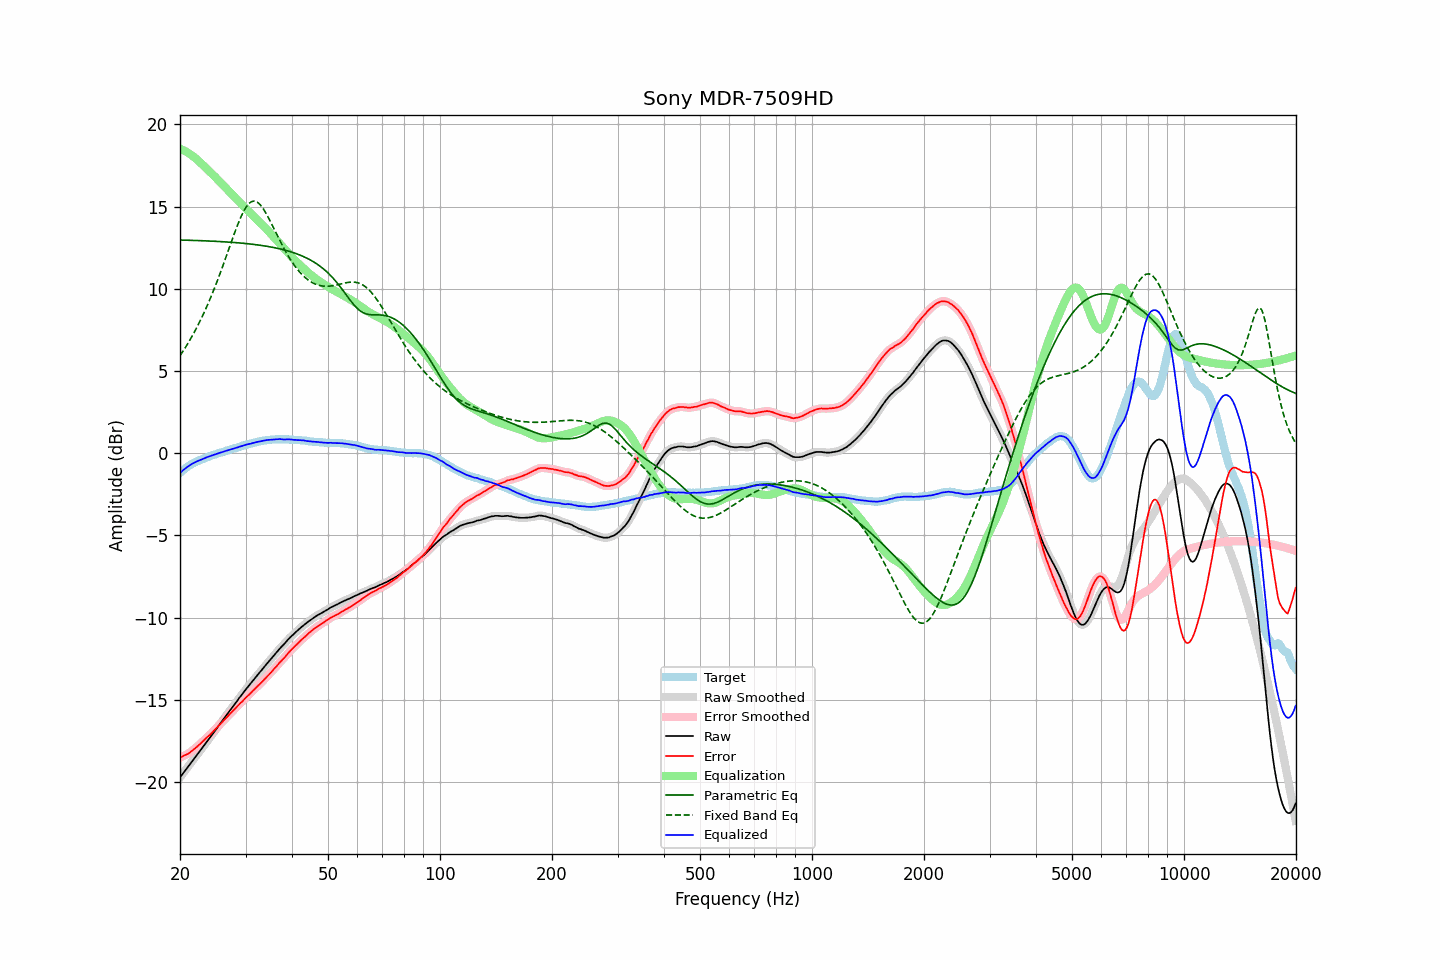 Sony MDR-7509HD
Amplitude (dBr)
20
15
10
5
0
−5
−10
−15
−20
Target
Raw Smoothed
Error Smoothed
Raw
Error
Equalization
Parametric Eq
Fixed Band Eq
Equalized
20 50 100 200 500 1000 2000 5000 10000 20000
Frequency (Hz)